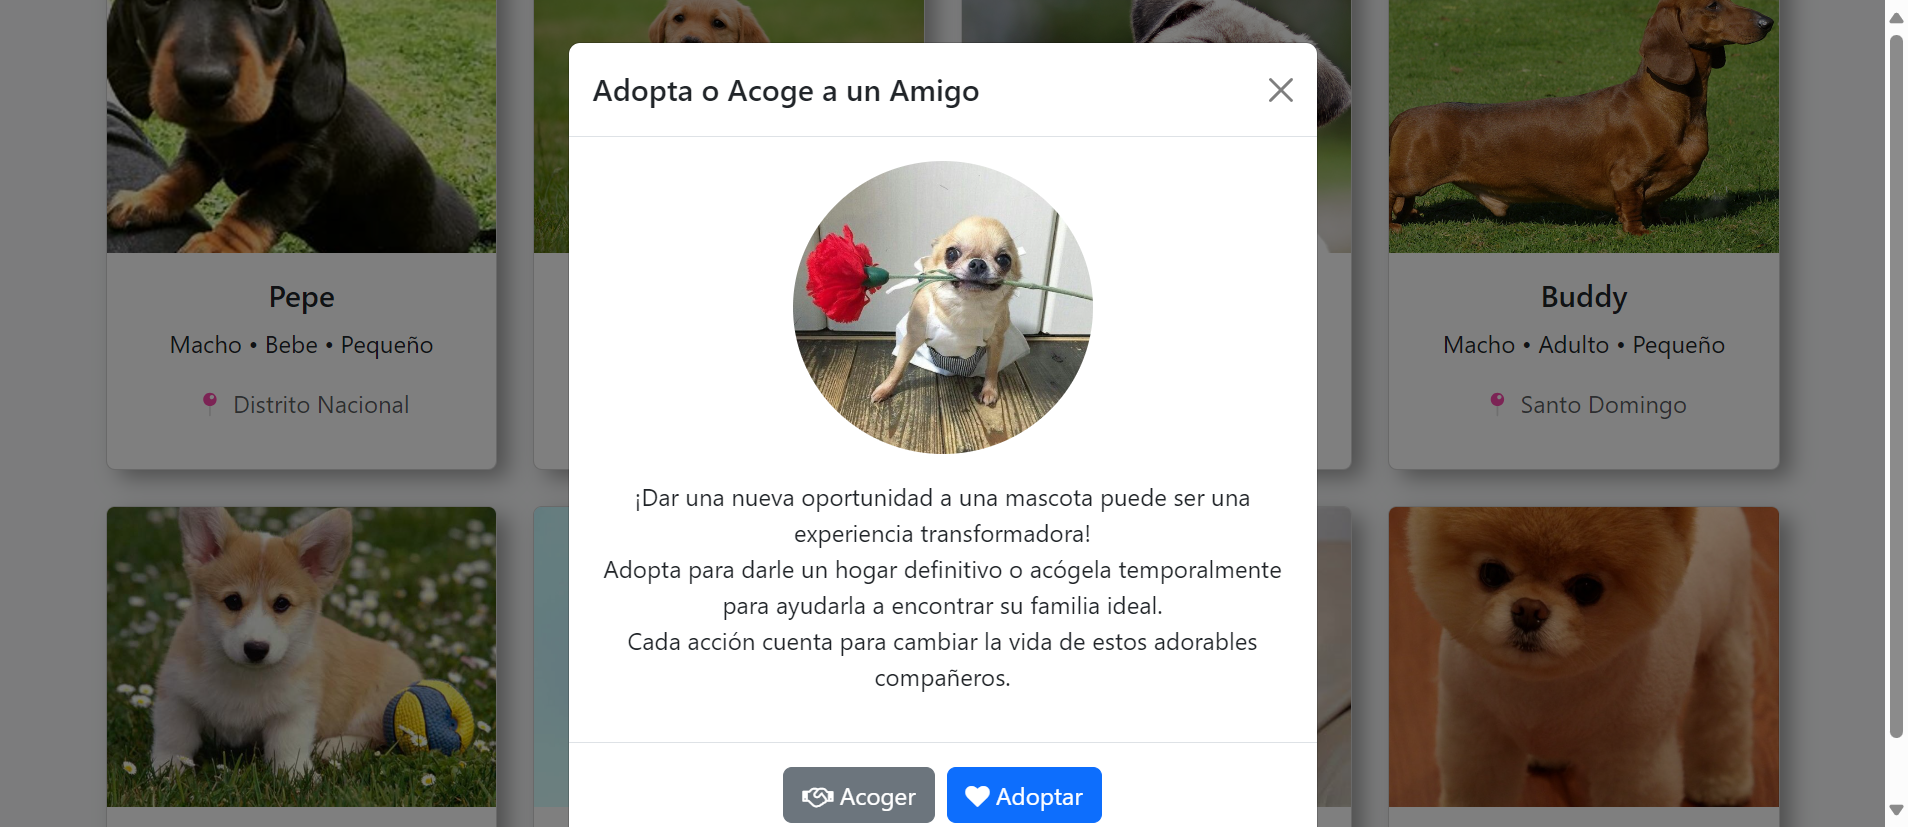 Adopta o Acoge a un Amigo
¡Dar una nueva oportunidad a una mascota puede ser una
experiencia transformadora!
Adopta para darle un hogar definitivo o acógela temporalmente
para ayudarla a encontrar su familia ideal.
Cada acción cuenta para cambiar la vida de estos adorables
compañeros.
Acoger
Adoptar
Pepe
Macho • Bebe • Pequeño
Distrito Nacional
Buddy
Macho • Adulto • Pequeño
Santo Domingo